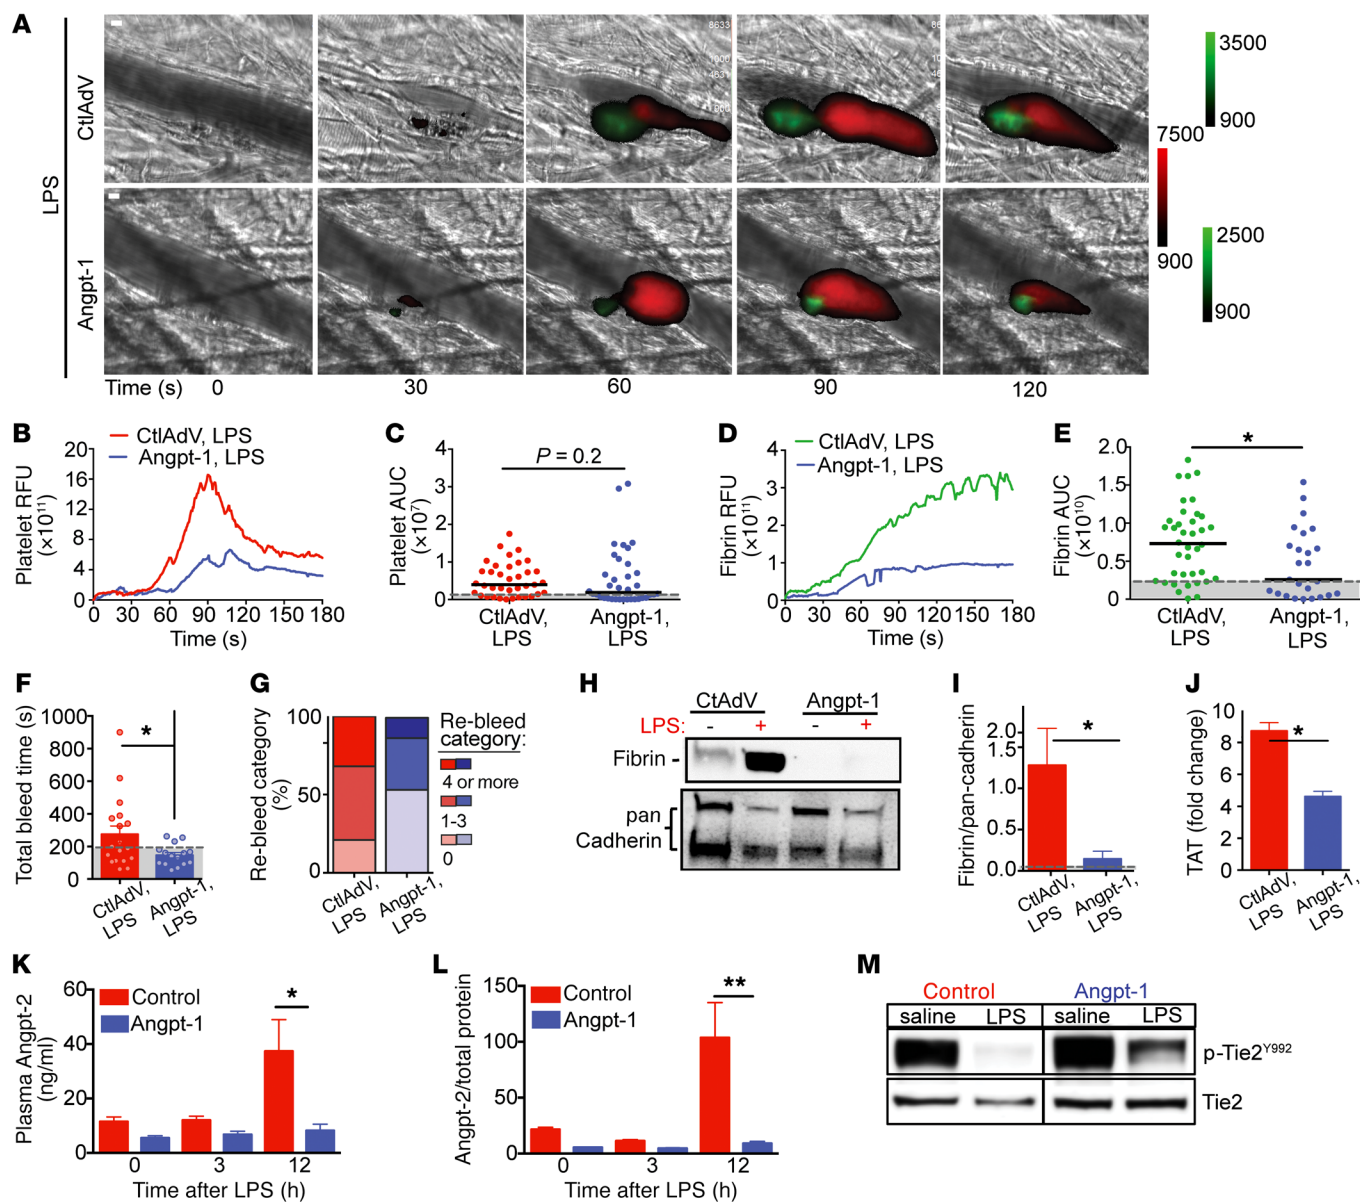 A
LPS
CtlAdV
Angpt-1
Time (s)
0
30
60
90
120
3500
900
7500
900
2500
900
B
CtlAdV, LPS
Angpt-1, LPS
Platelet RFU
(×10¹¹)
20
16
12
8
4
0
0 30 60 90 120 150 180
Time (s)
C
P = 0.2
Platelet AUC
(×10⁷)
4
3
2
1
0
CtlAdV, LPS
Angpt-1, LPS
D
CtlAdV, LPS
Angpt-1, LPS
Fibrin RFU
(×10¹¹)
4
3
2
1
0
0 30 60 90 120 150 180
Time (s)
E
*
Fibrin AUC
(×10¹⁰)
2.0
1.5
1.0
0.5
0
CtlAdV, LPS
Angpt-1, LPS
F
*
Total bleed time (s)
1000
800
600
400
200
0
CtlAdV, LPS
Angpt-1, LPS
G
Re-bleed category
(%)
100
50
0
CtlAdV, LPS
Angpt-1, LPS
Re-bleed
category:
4 or more
1-3
0
H
CtAdV
Angpt-1
LPS: - + - +
Fibrin
pan
Cadherin
I
*
Fibrin/pan-cadherin
2.0
1.5
1.0
0.5
0.0
CtlAdV, LPS
Angpt-1, LPS
J
*
TAT (fold change)
10
8
6
4
2
0
CtlAdV, LPS
Angpt-1, LPS
K
Control
Angpt-1
*
Plasma Angpt-2
(ng/ml)
60
40
20
0
0 3 12
Time after LPS (h)
L
Control
Angpt-1
**
Angpt-2/total protein
150
100
50
0
0 3 12
Time after LPS (h)
M
Control
Angpt-1
saline LPS saline LPS
p-Tie2Y992
Tie2